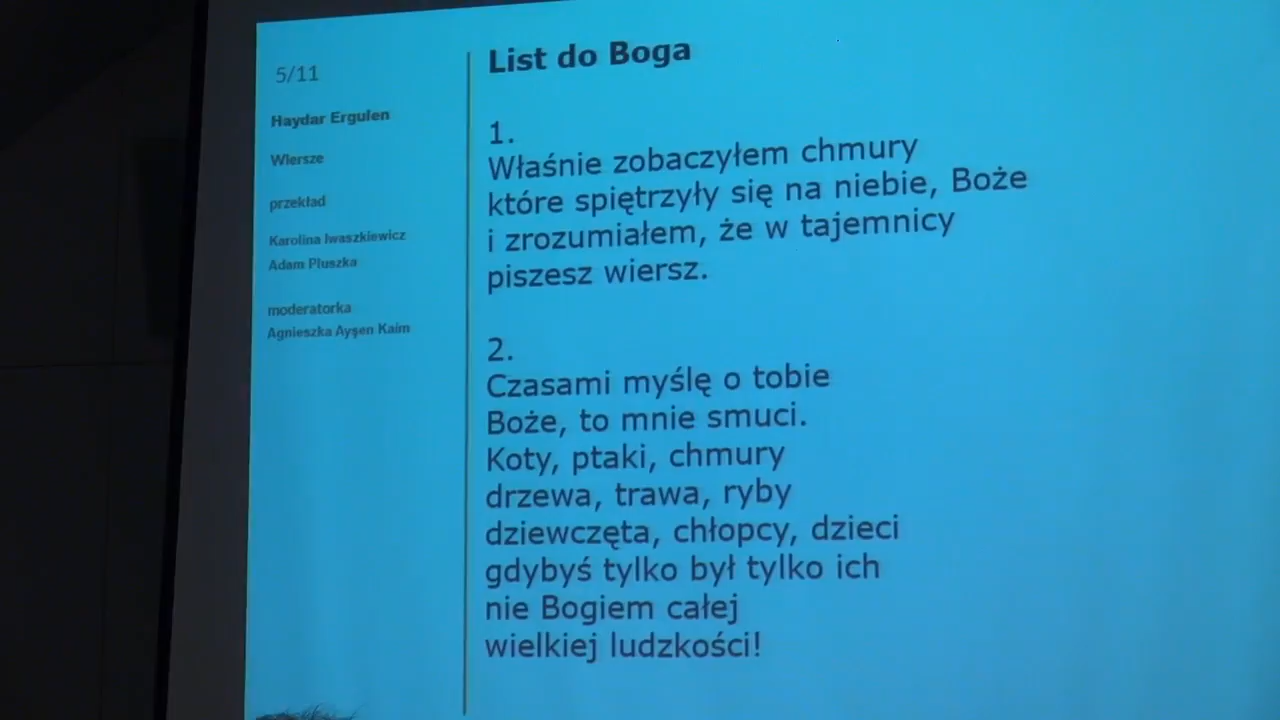 5/11
Haydar Ergulen
Wiersze
przekład
Karolina Iwaszkiewicz
Adam Pluszka
moderatorka
Agnieszka Ayşen Kaim
List do Boga
1.
Właśnie zobaczyłem chmury
które spiętrzyły się na niebie, Boże
i zrozumiałem, że w tajemnicy
piszesz wiersz.
2.
Czasami myślę o tobie
Boże, to mnie smuci.
Koty, ptaki, chmury
drzewa, trawa, ryby
dziewczęta, chłopcy, dzieci
gdybyś tylko był tylko ich
nie Bogiem całej
wielkiej ludzkości!